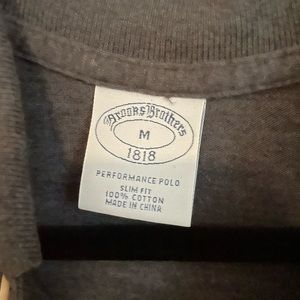 Brooks Brothers
M
1818
PERFORMANCE POLO
SLIM FIT
100% COTTON
MADE IN CHINA